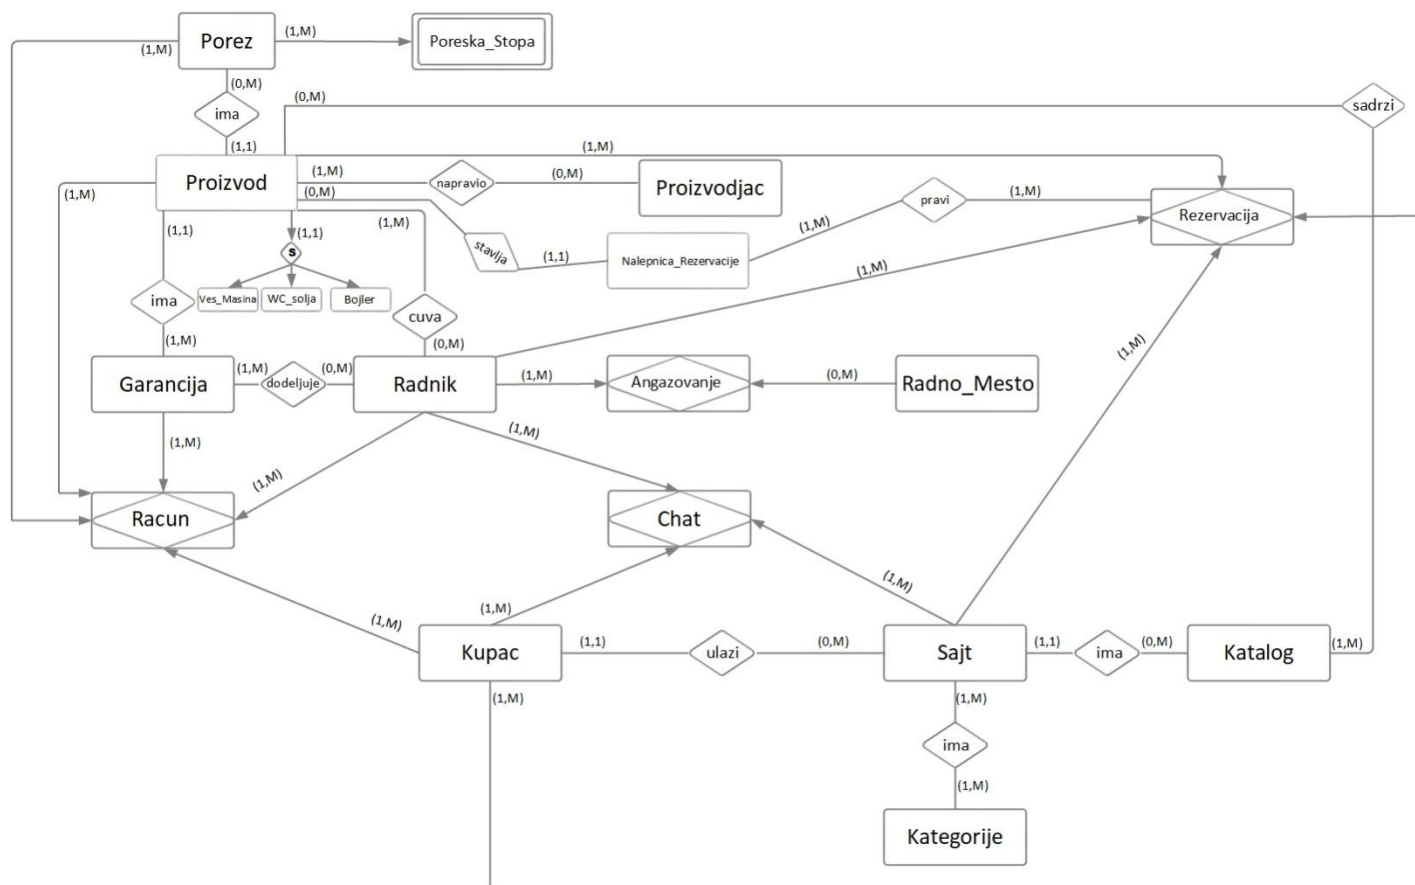 Porez
(1,M)
Poreska_Stopa
(1,M)
(0,M)
ima
(1,1)
(0,M)
sadrzi
(1,M)
Proizvod
(1,M)
napravio
(0,M)
Proizvodjac
(1,M)
(0,M)
pravi
(1,M)
Rezervacija
(1,M)
(1,1)
(1,1)
(1,M)
stavlja
(1,1)
Nalepnica_Rezervacije
(1,M)
s
(1,M)
Ves_Masina
WC_solja
Bojler
ima
cuva
(1,M)
(0,M)
(1,M)
Garancija
(1,M)
dodeljuje
(0,M)
Radnik
(1,M)
Angazovanje
(0,M)
Radno_Mesto
(1,M)
(1,M)
(1,M)
Racun
Chat
(1,M)
(1,M)
(1,M)
Kupac
(1,1)
ulazi
(0,M)
Sajt
(1,1)
ima
(0,M)
Katalog
(1,M)
(1,M)
(1,M)
ima
(1,M)
Kategorije